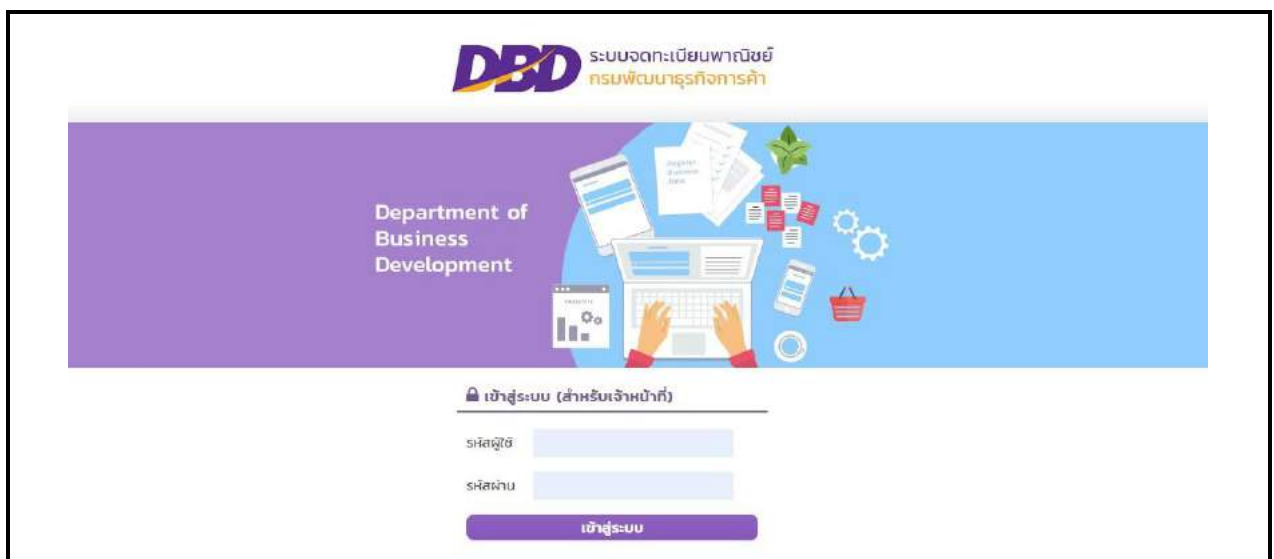 DBD
ระบบจดทะเบียนพาณิชย์
กรมพัฒนาธุรกิจการค้า
Department of
Business
Development
Register
Business
เข้าสู่ระบบ (สำหรับเจ้าหน้าที่)
รหัสผู้ใช้
รหัสผ่าน
เข้าสู่ระบบ